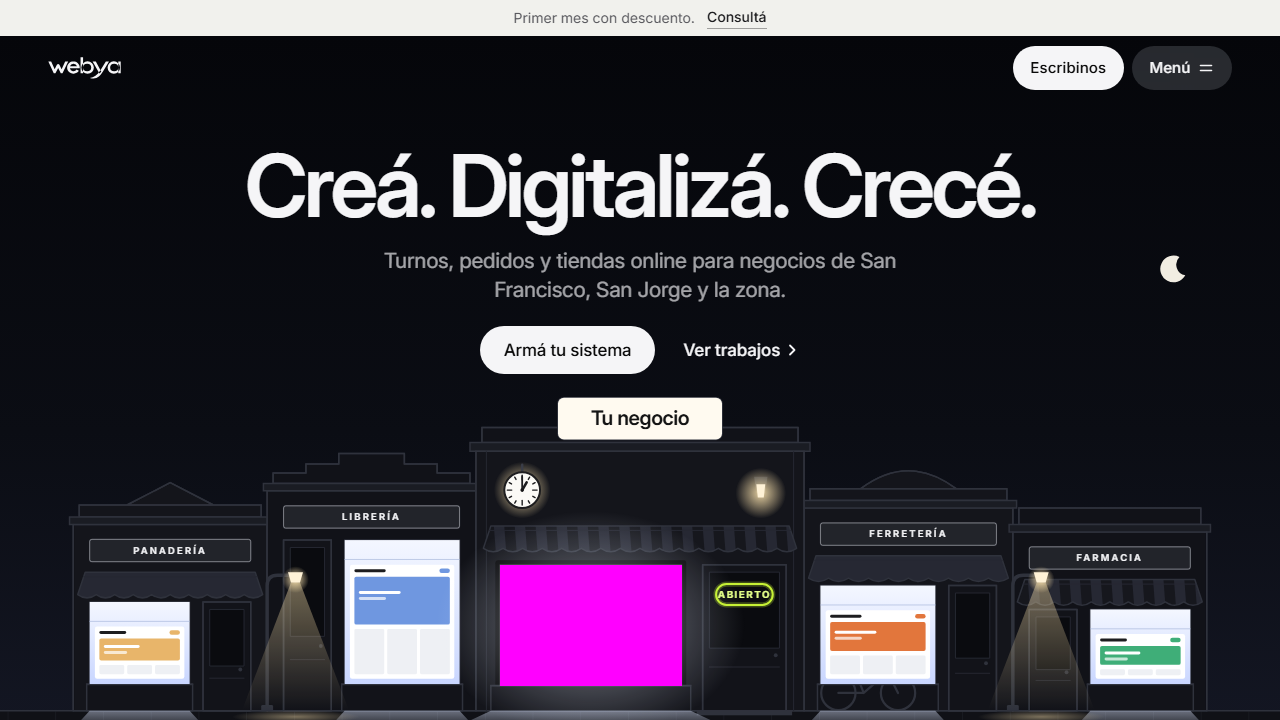 Primer mes con descuento. Consultá
webya
Escribinos
Menú
Creá. Digitalizá. Crecé.
Turnos, pedidos y tiendas online para negocios de San
Francisco, San Jorge y la zona.
Armá tu sistema
Ver trabajos
Tu negocio
LIBRERÍA
PANADERÍA
FERRETERÍA
FARMACIA
ABIERTO